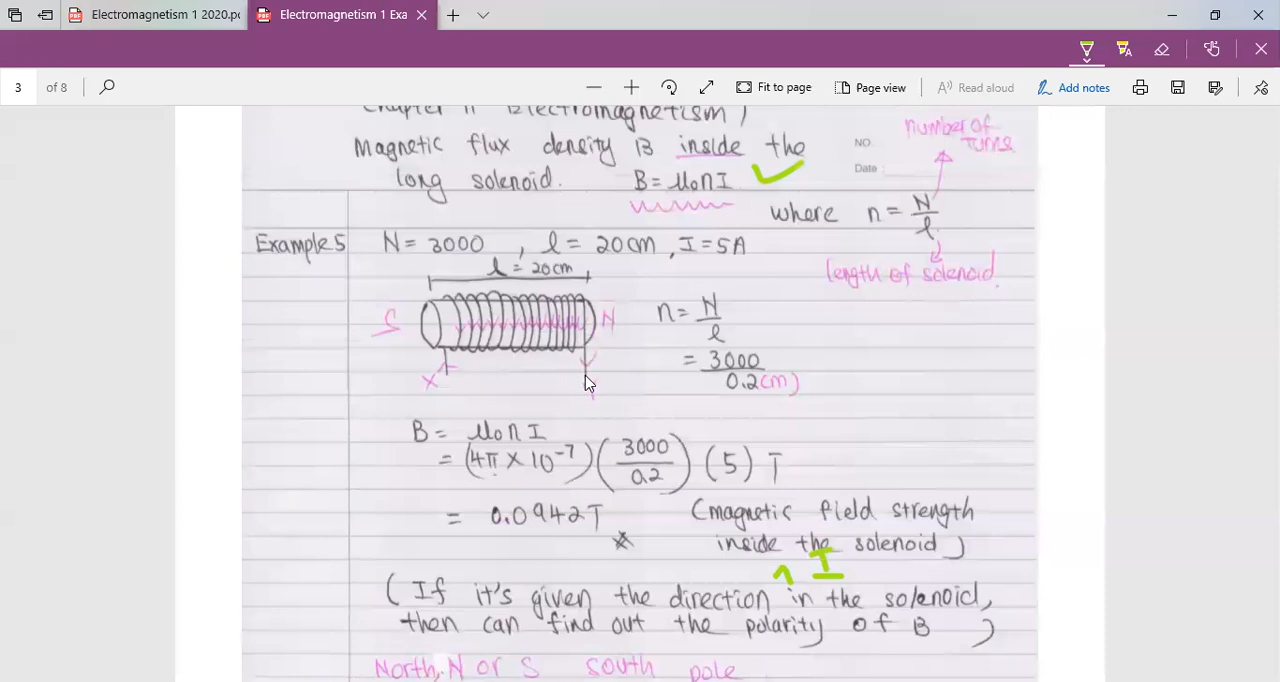 Electromagnetism 1 2020.pd
Electromagnetism 1 Exa
3 of 8
Fit to page
Page view
Read aloud
Add notes
Chapter 11 (Electromagnetism)
number of turns
Magnetic flux density B inside the
NO.
Date
long solenoid. B = μ₀nI
where n = N/l
Example 5 N = 3000 , l = 20cm , I = 5A
length of solenoid.
l = 20cm
S N
n = N/l
= 3000/0.2 (m)
X
B = μ₀nI
= (4π × 10⁻⁷) (3000/0.2) (5) T
= 0.0942T (magnetic field strength
inside the solenoid)
^ I
(If it's given the direction in the solenoid,
then can find out the polarity of B )
North, N or S south pole